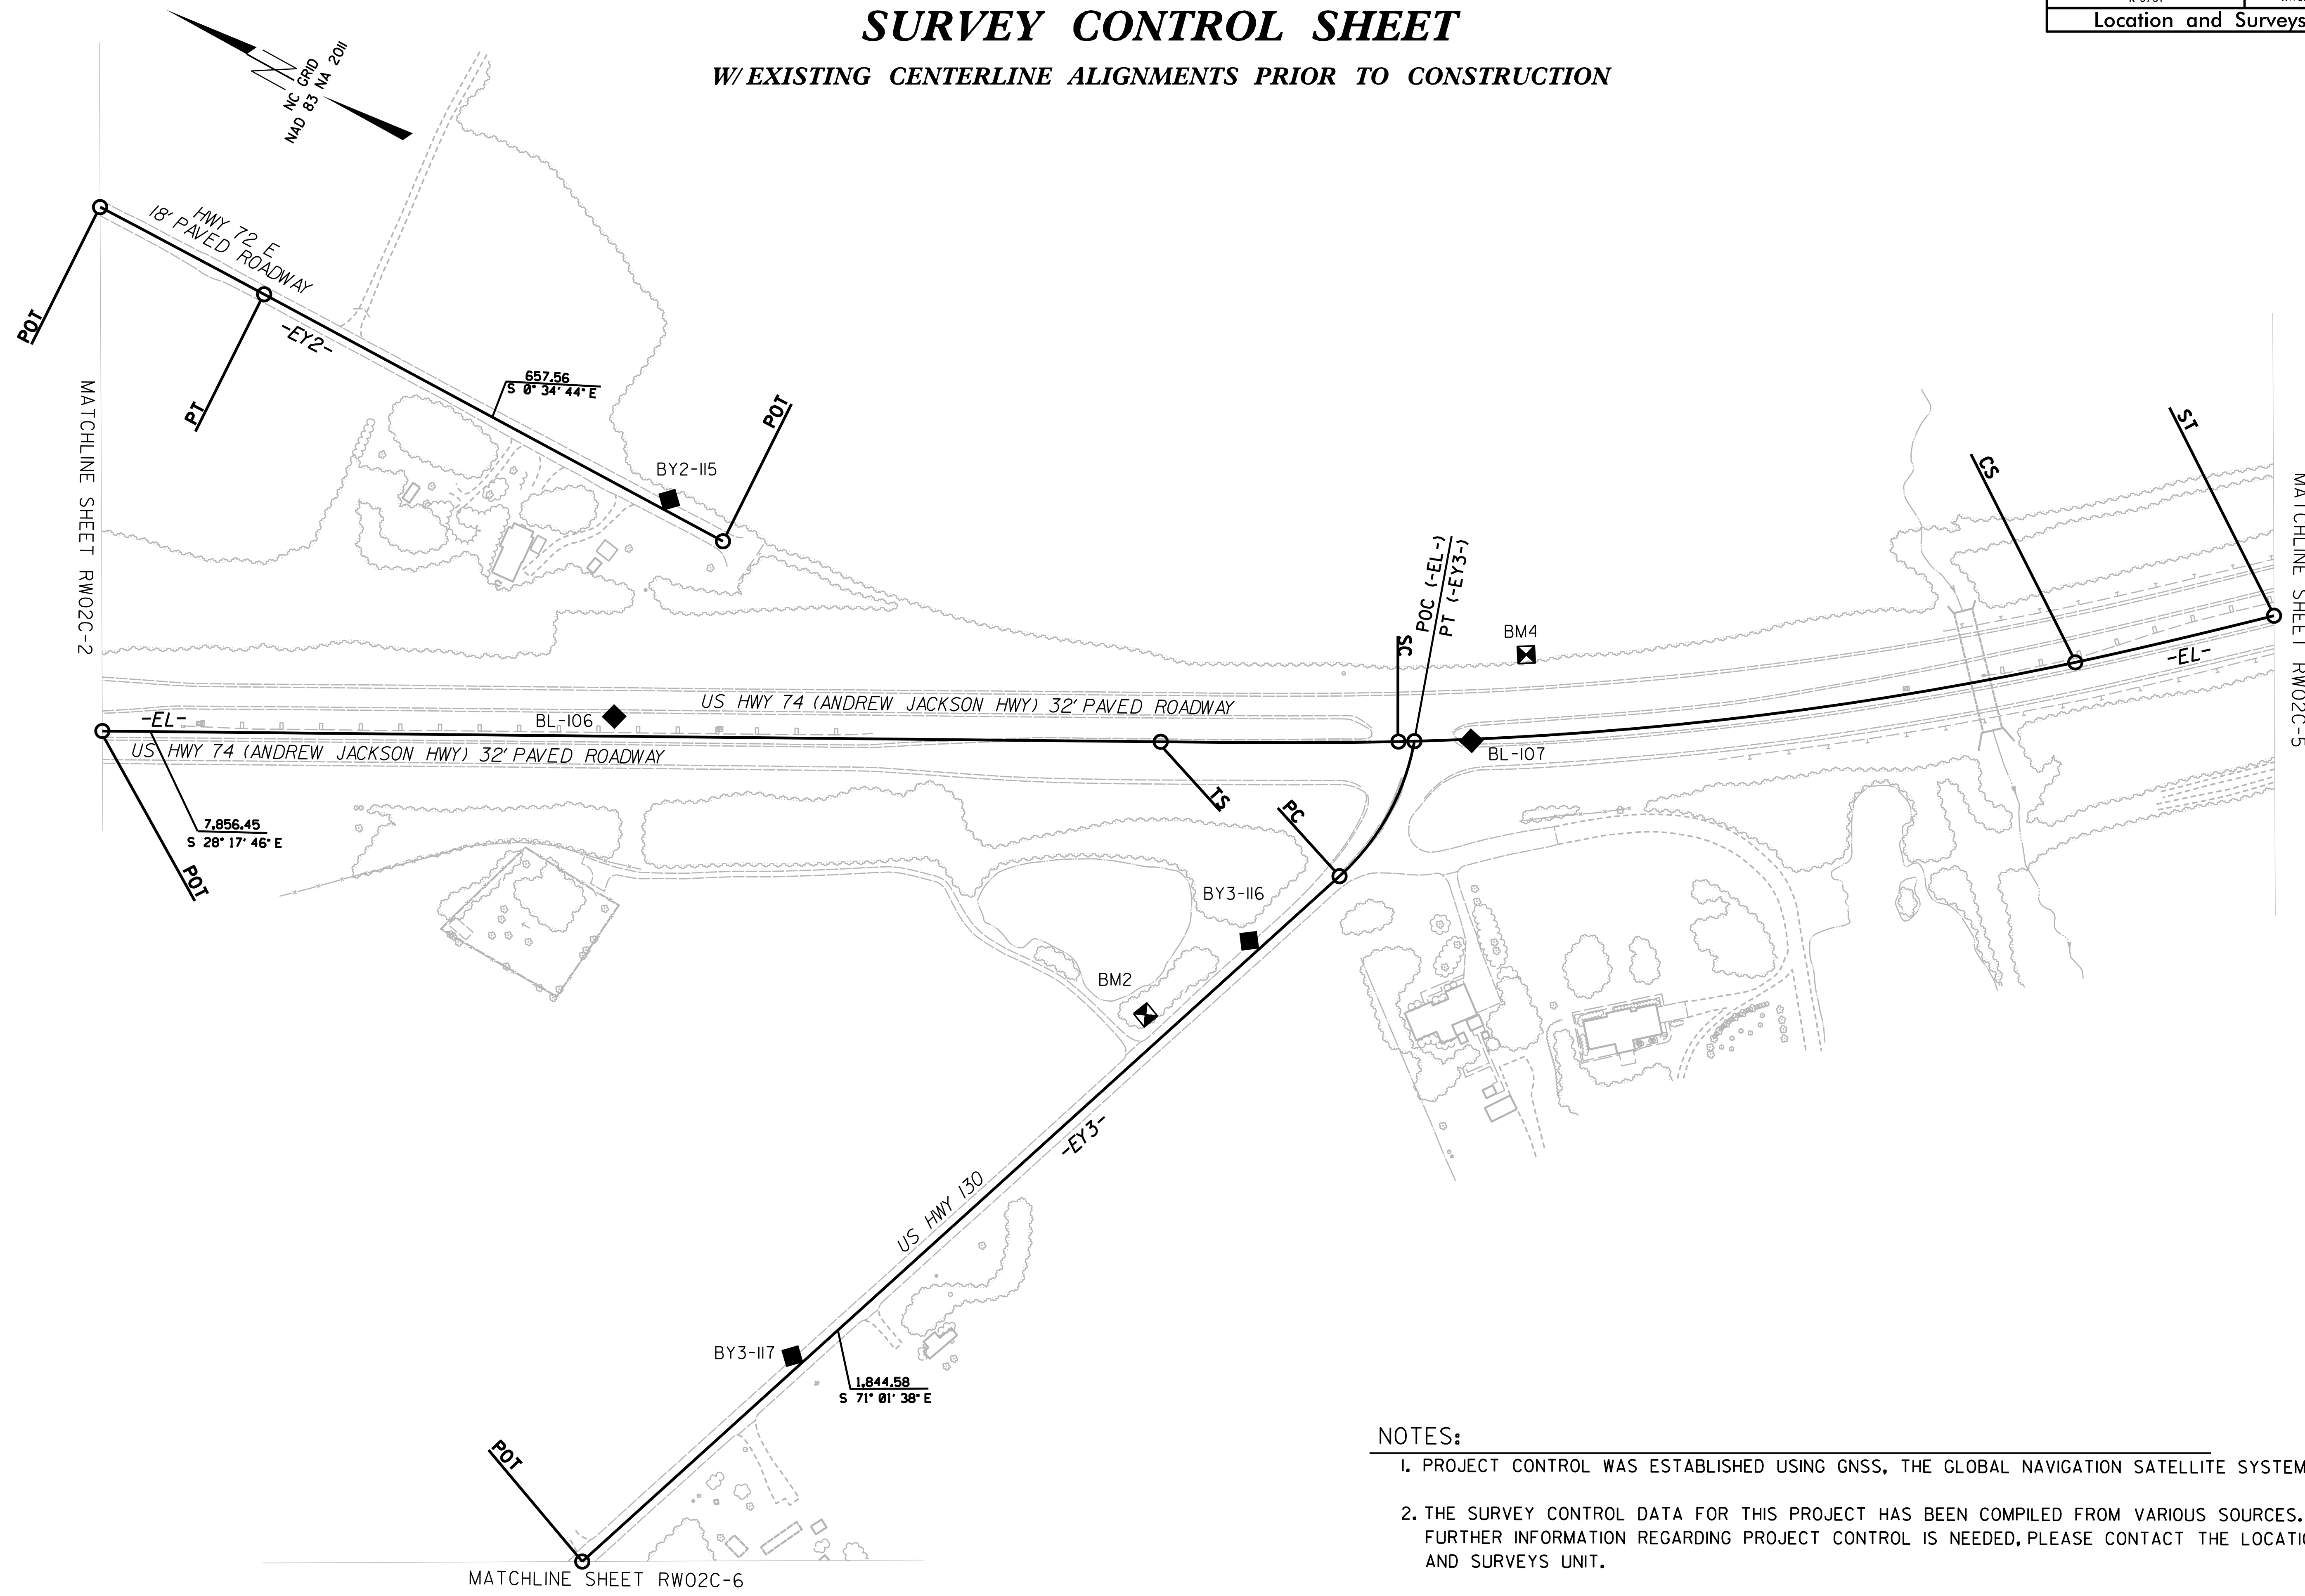 SURVEY CONTROL SHEET
W/ EXISTING CENTERLINE ALIGNMENTS PRIOR TO CONSTRUCTION
Location and Surveys
NC GRID
NAD 83 NA 2011
HWY 72 E
18' PAVED ROADWAY
POT
PT
-EY2-
657.56
S 0° 34' 44" E
POT
BY2-115
MATCHLINE SHEET RW02C-2
ST
CS
MATCHLINE SHEET RW02C-5
POC (-EL-)
PT (-EY3-)
SC
BM4
-EL-
US HWY 74 (ANDREW JACKSON HWY) 32' PAVED ROADWAY
BL-106
-EL-
US HWY 74 (ANDREW JACKSON HWY) 32' PAVED ROADWAY
BL-107
TS
PC
7,856.45
S 28° 17' 46" E
POT
BY3-116
BM2
-EY3-
US HWY 130
BY3-117
1,844.58
S 71° 01' 38" E
POT
MATCHLINE SHEET RW02C-6
NOTES:
1. PROJECT CONTROL WAS ESTABLISHED USING GNSS, THE GLOBAL NAVIGATION SATELLITE SYSTEM
2. THE SURVEY CONTROL DATA FOR THIS PROJECT HAS BEEN COMPILED FROM VARIOUS SOURCES.
FURTHER INFORMATION REGARDING PROJECT CONTROL IS NEEDED, PLEASE CONTACT THE
AND SURVEYS UNIT.